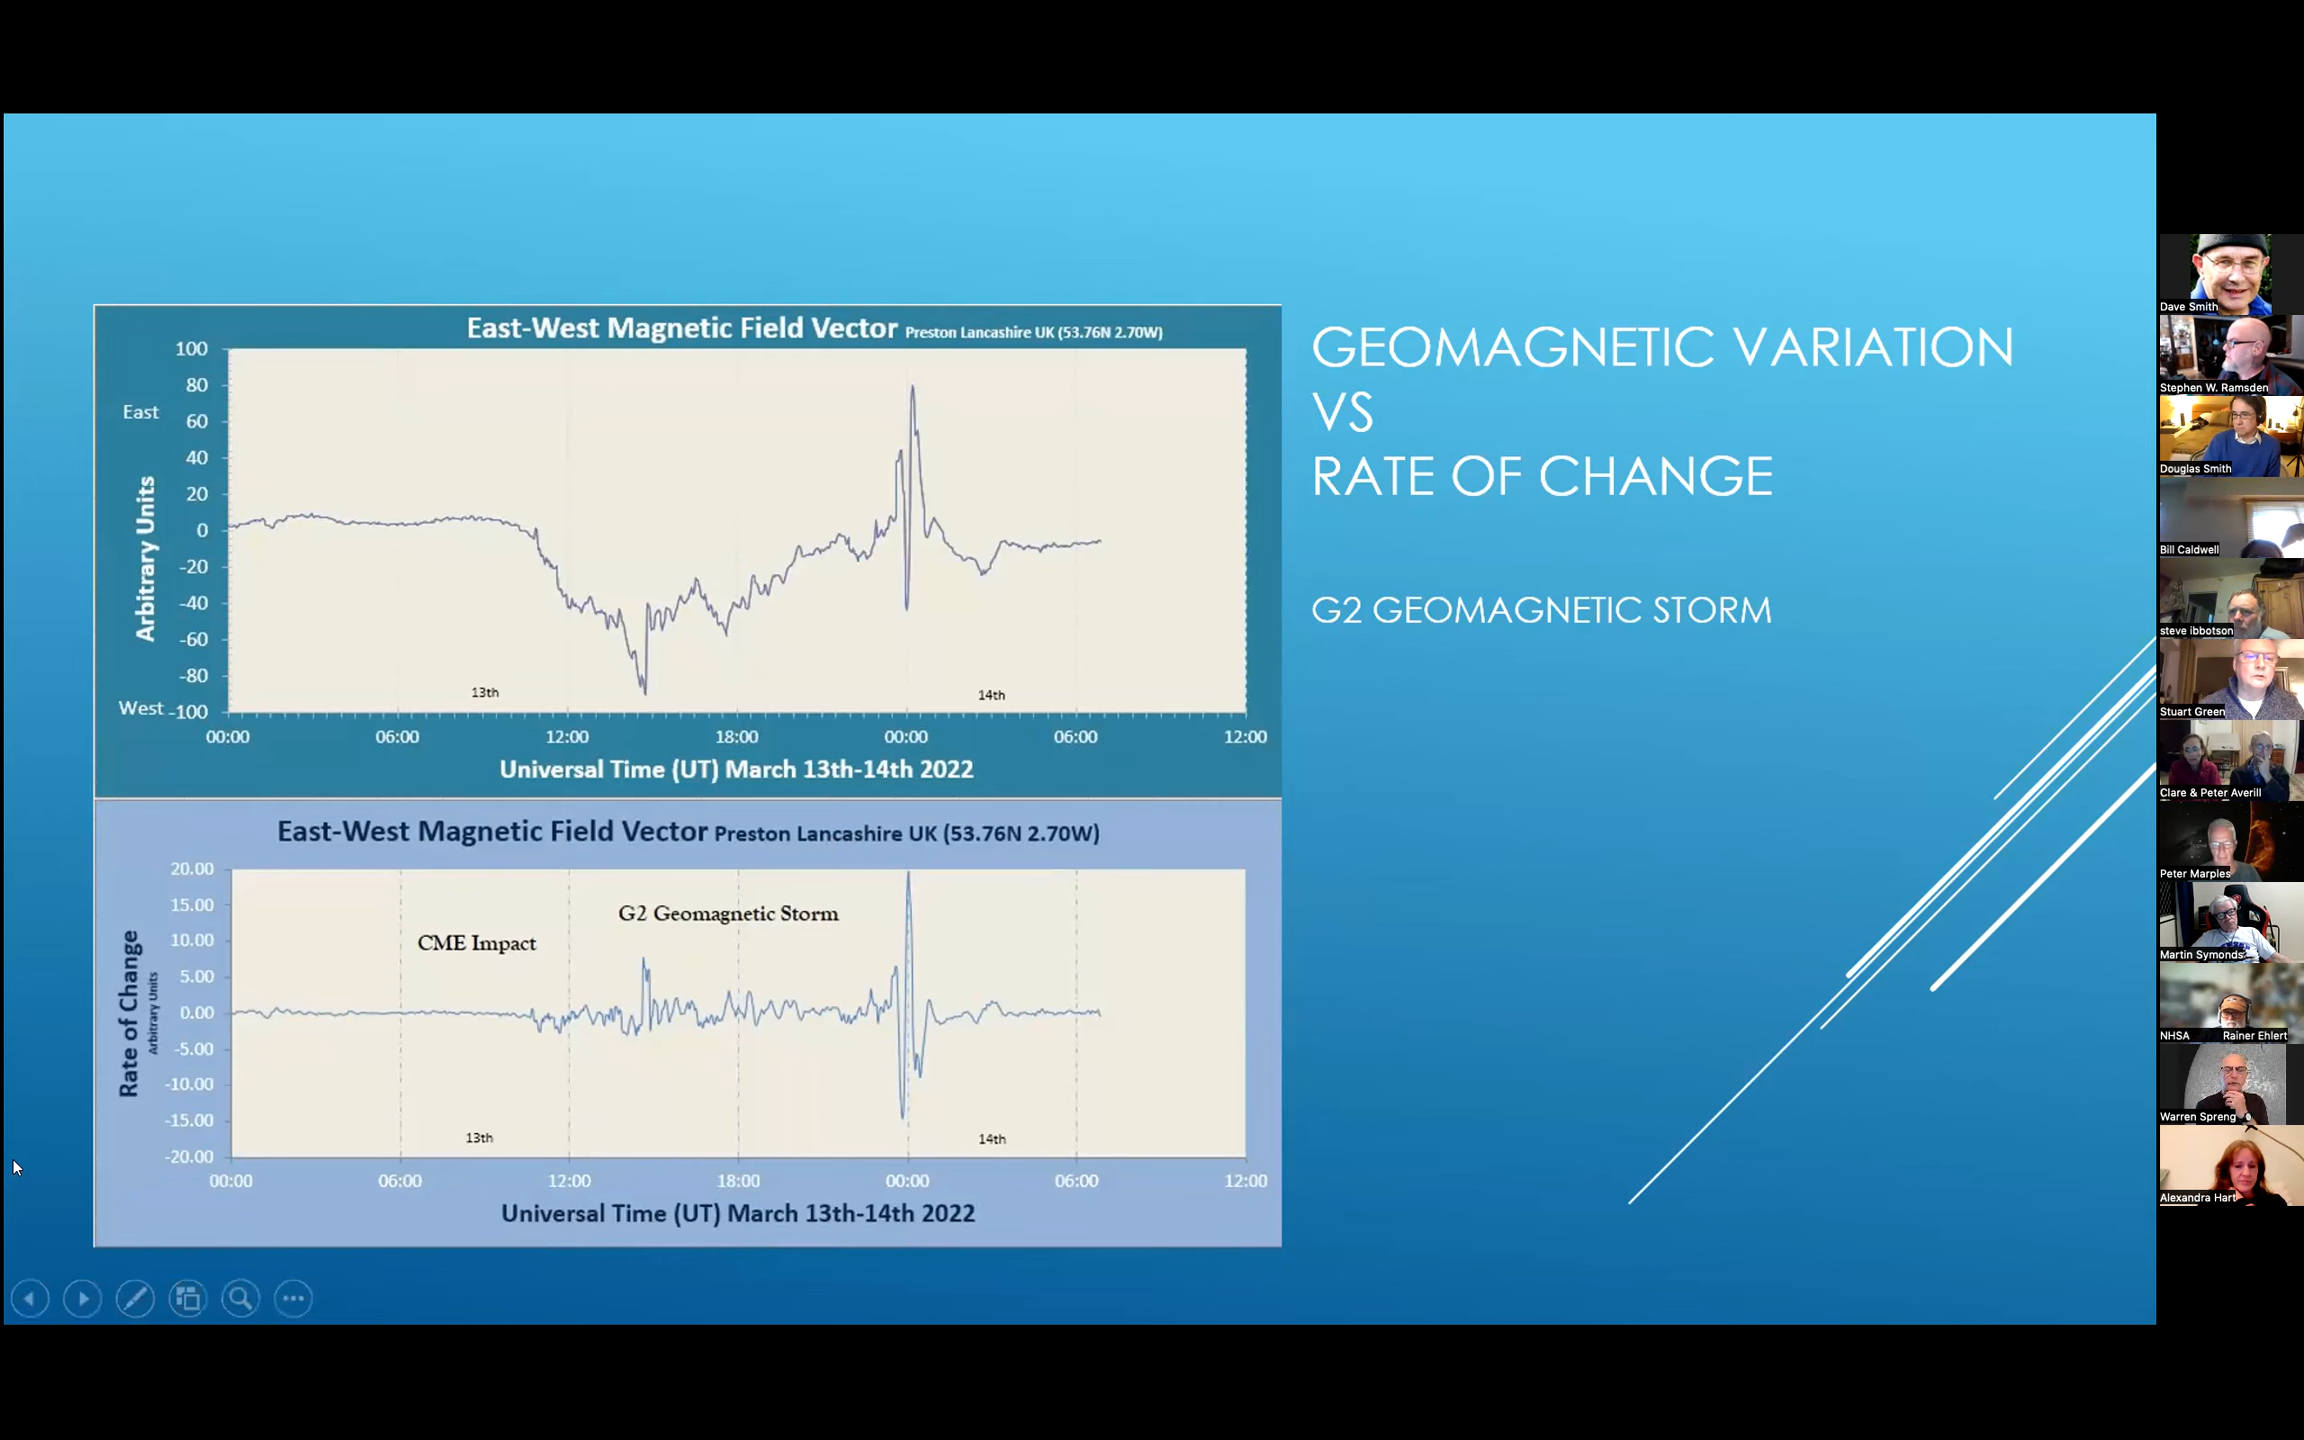 East-West Magnetic Field Vector Preston Lancashire UK (53.76N 2.70W)
100
80
East
60
40
20
0
-20
-40
-60
-80
West -100
Arbitrary Units
13th
14th
00:00 06:00 12:00 18:00 00:00 06:00 12:00
Universal Time (UT) March 13th-14th 2022
East-West Magnetic Field Vector Preston Lancashire UK (53.76N 2.70W)
20.00
15.00
10.00
5.00
0.00
-5.00
-10.00
-15.00
-20.00
Rate of Change
Arbitrary Units
CME Impact
G2 Geomagnetic Storm
13th
14th
00:00 06:00 12:00 18:00 00:00 06:00 12:00
Universal Time (UT) March 13th-14th 2022
GEOMAGNETIC VARIATION
VS
RATE OF CHANGE
G2 GEOMAGNETIC STORM
Dave Smith
Stephen W. Ramsden
Douglas Smith
Bill Caldwell
steve ibbotson
Stuart Green
Clare & Peter Averill
Peter Marples
Martin Symonds
NHSA Rainer Ehlert
Warren Spreng
Alexandra Hart